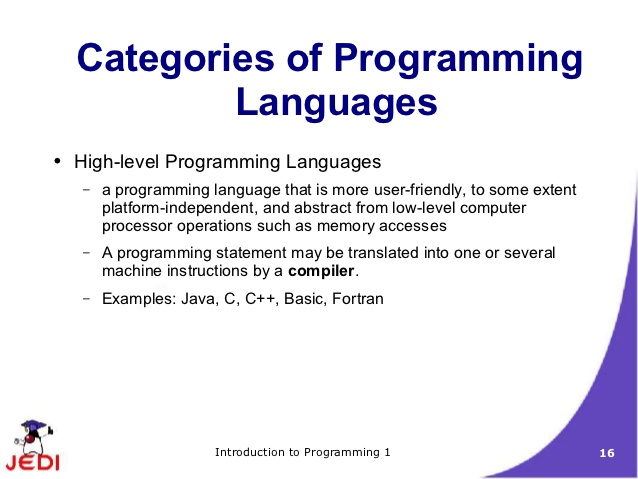 Categories of Programming
Languages
• High-level Programming Languages
– a programming language that is more user-friendly, to some extent
platform-independent, and abstract from low-level computer
processor operations such as memory accesses
– A programming statement may be translated into one or several
machine instructions by a compiler.
– Examples: Java, C, C++, Basic, Fortran
JEDI
Introduction to Programming 1
16